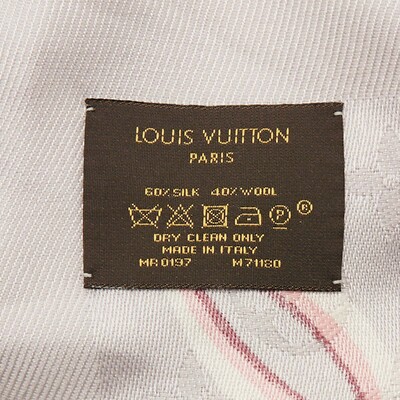 LOUIS VUITTON
PARIS
60% SILK 40% WOOL
P ®
DRY CLEAN ONLY
MADE IN ITALY
MR0197 M71180